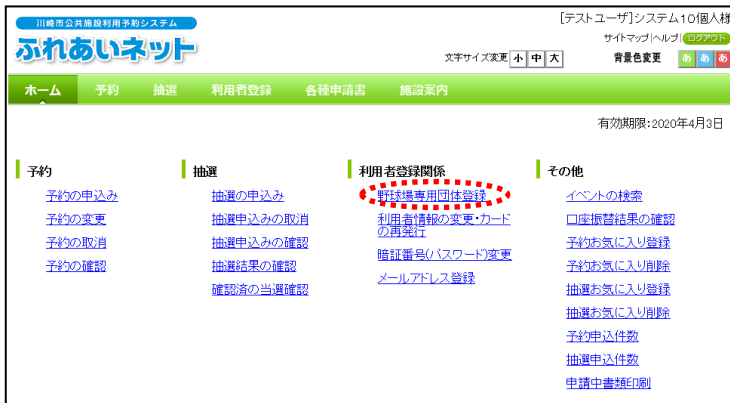 川崎市公共施設利用予約システム
ふれあいネット
[テストユーザ]システム10個人様
サイトマップ|ヘルプ|ログアウト
文字サイズ変更 小 中 大 背景色変更 あ あ あ
ホーム 予約 抽選 利用者登録 各種申請書 施設案内
有効期限:2020年4月3日
予約
予約の申込み
予約の変更
予約の取消
予約の確認
抽選
抽選の申込み
抽選申込みの取消
抽選申込みの確認
抽選結果の確認
確認済の当選確認
利用者登録関係
野球場専用団体登録
利用者情報の変更・カード
の再発行
暗証番号(パスワード)変更
メールアドレス登録
その他
イベントの検索
口座振替結果の確認
予約お気に入り登録
予約お気に入り削除
抽選お気に入り登録
抽選お気に入り削除
予約申込件数
抽選申込件数
申請中書類印刷